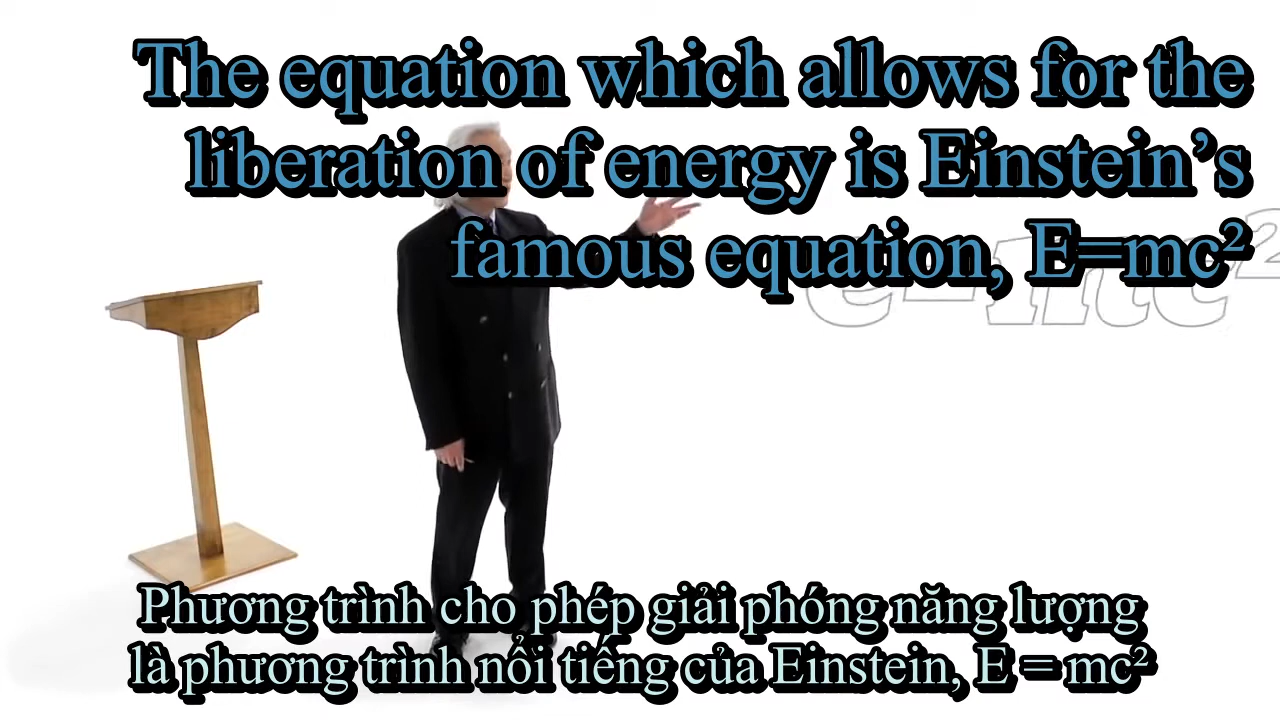 The equation which allows for the
liberation of energy is Einstein’s
famous equation, E=mc²
e=mc²
Phương trình cho phép giải phóng năng lượng
là phương trình nổi tiếng của Einstein, E = mc²